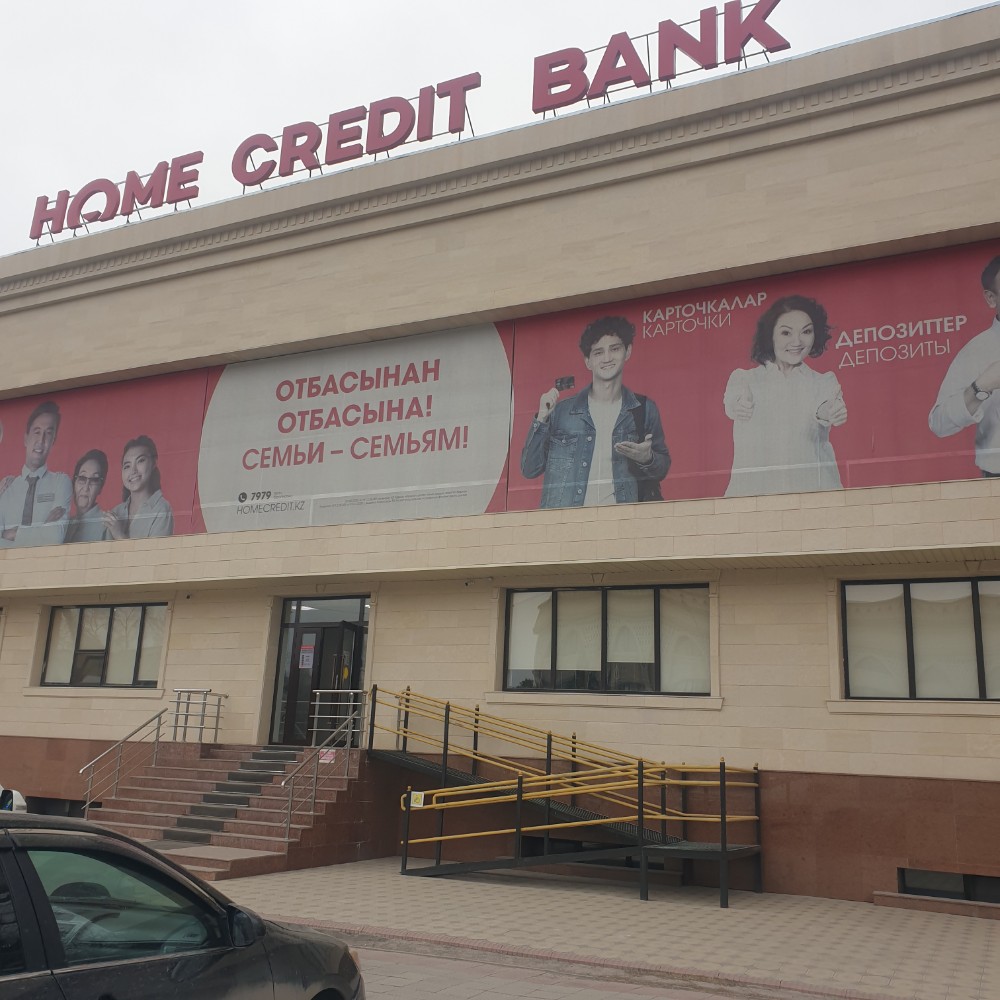 HOME CREDIT BANK
ОТБАСЫНАН
ОТБАСЫНА!
СЕМЬИ – СЕМЬЯМ!
7979
HOMECREDIT.KZ
КАРТОЧКАЛАР
КАРТОЧКИ
ДЕПОЗИТТЕР
ДЕПОЗИТЫ